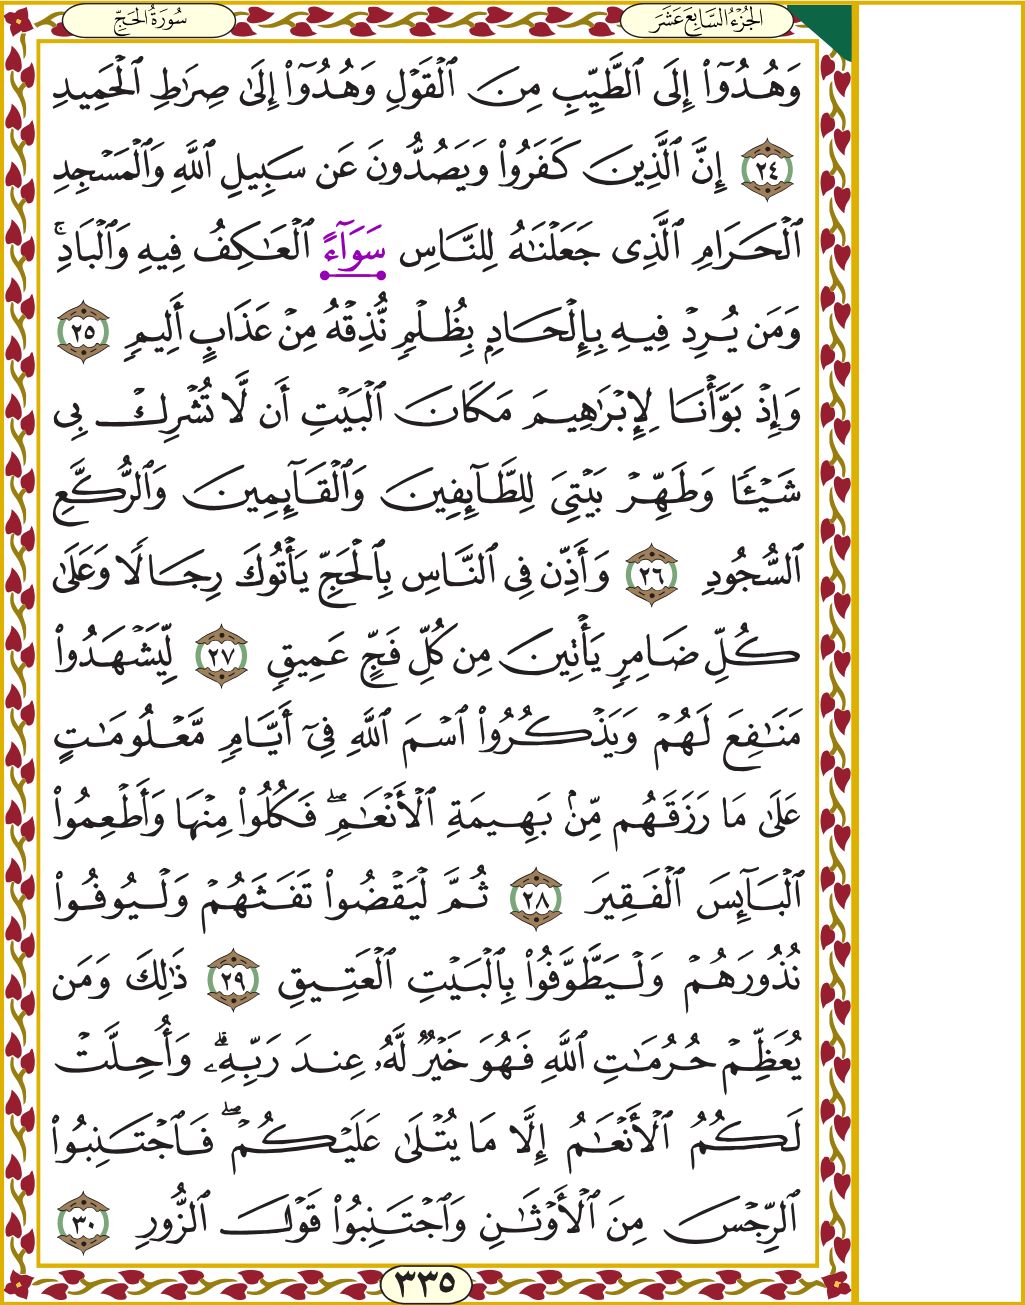 الجُزْءُ السَّابِعَ عَشَرَ
سُورَةُ الحَجِّ
وَهُدُوٓا۟ إِلَى ٱلطَّيِّبِ مِنَ ٱلْقَوْلِ وَهُدُوٓا۟ إِلَىٰ صِرَٰطِ ٱلْحَمِيدِ
٢٤ إِنَّ ٱلَّذِينَ كَفَرُوا۟ وَيَصُدُّونَ عَن سَبِيلِ ٱللَّهِ وَٱلْمَسْجِدِ
ٱلْحَرَامِ ٱلَّذِى جَعَلْنَٰهُ لِلنَّاسِ سَوَآءً ٱلْعَٰكِفُ فِيهِ وَٱلْبَادِ ۚ
وَمَن يُرِدْ فِيهِ بِإِلْحَادٍۭ بِظُلْمٍ نُّذِقْهُ مِنْ عَذَابٍ أَلِيمٍ ٢٥
وَإِذْ بَوَّأْنَا لِإِبْرَٰهِيمَ مَكَانَ ٱلْبَيْتِ أَن لَّا تُشْرِكْ بِى
شَيْـًٔا وَطَهِّرْ بَيْتِىَ لِلطَّآئِفِينَ وَٱلْقَآئِمِينَ وَٱلرُّكَّعِ
ٱلسُّجُودِ ٢٦ وَأَذِّن فِى ٱلنَّاسِ بِٱلْحَجِّ يَأْتُوكَ رِجَالًا وَعَلَىٰ
كُلِّ ضَامِرٍ يَأْتِينَ مِن كُلِّ فَجٍّ عَمِيقٍ ٢٧ لِّيَشْهَدُوا۟
مَنَٰفِعَ لَهُمْ وَيَذْكُرُوا۟ ٱسْمَ ٱللَّهِ فِىٓ أَيَّامٍ مَّعْلُومَٰتٍ
عَلَىٰ مَا رَزَقَهُم مِّنۢ بَهِيمَةِ ٱلْأَنْعَٰمِ ۖ فَكُلُوا۟ مِنْهَا وَأَطْعِمُوا۟
ٱلْبَآئِسَ ٱلْفَقِيرَ ٢٨ ثُمَّ لْيَقْضُوا۟ تَفَثَهُمْ وَلْيُوفُوا۟
نُذُورَهُمْ وَلْيَطَّوَّفُوا۟ بِٱلْبَيْتِ ٱلْعَتِيقِ ٢٩ ذَٰلِكَ وَمَن
يُعَظِّمْ حُرُمَٰتِ ٱللَّهِ فَهُوَ خَيْرٌ لَّهُۥ عِندَ رَبِّهِۦ ۗ وَأُحِلَّتْ
لَكُمُ ٱلْأَنْعَٰمُ إِلَّا مَا يُتْلَىٰ عَلَيْكُمْ ۖ فَٱجْتَنِبُوا۟
ٱلرِّجْسَ مِنَ ٱلْأَوْثَٰنِ وَٱجْتَنِبُوا۟ قَوْلَ ٱلزُّورِ ٣٠
٣٣٥